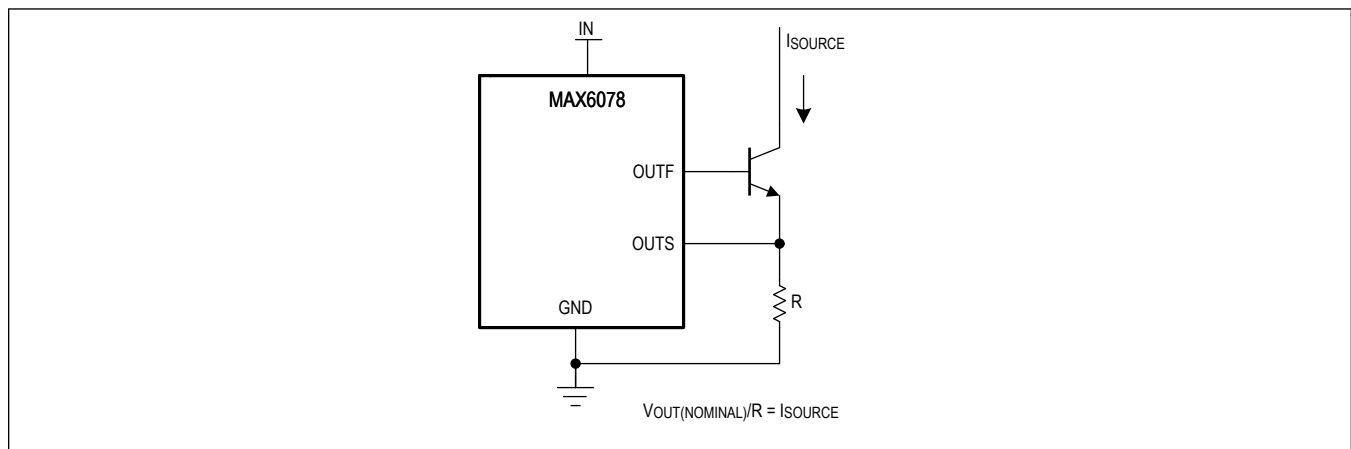 IN
ISOURCE
MAX6078
OUTF
OUTS
R
GND
VOUT(NOMINAL)/R = ISOURCE